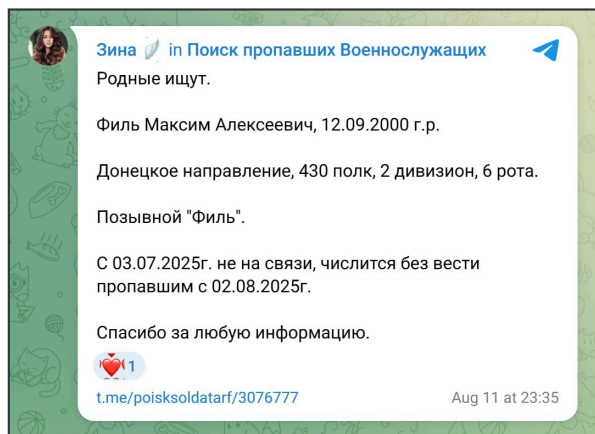 Зина in Поиск пропавших Военнослужащих
Родные ищут.
Филь Максим Алексеевич, 12.09.2000 г.р.
Донецкое направление, 430 полк, 2 дивизион, 6 рота.
Позывной "Филь".
С 03.07.2025г. не на связи, числится без вести
пропавшим с 02.08.2025г.
Спасибо за любую информацию.
1
t.me/poisksoldatarf/3076777 Aug 11 at 23:35